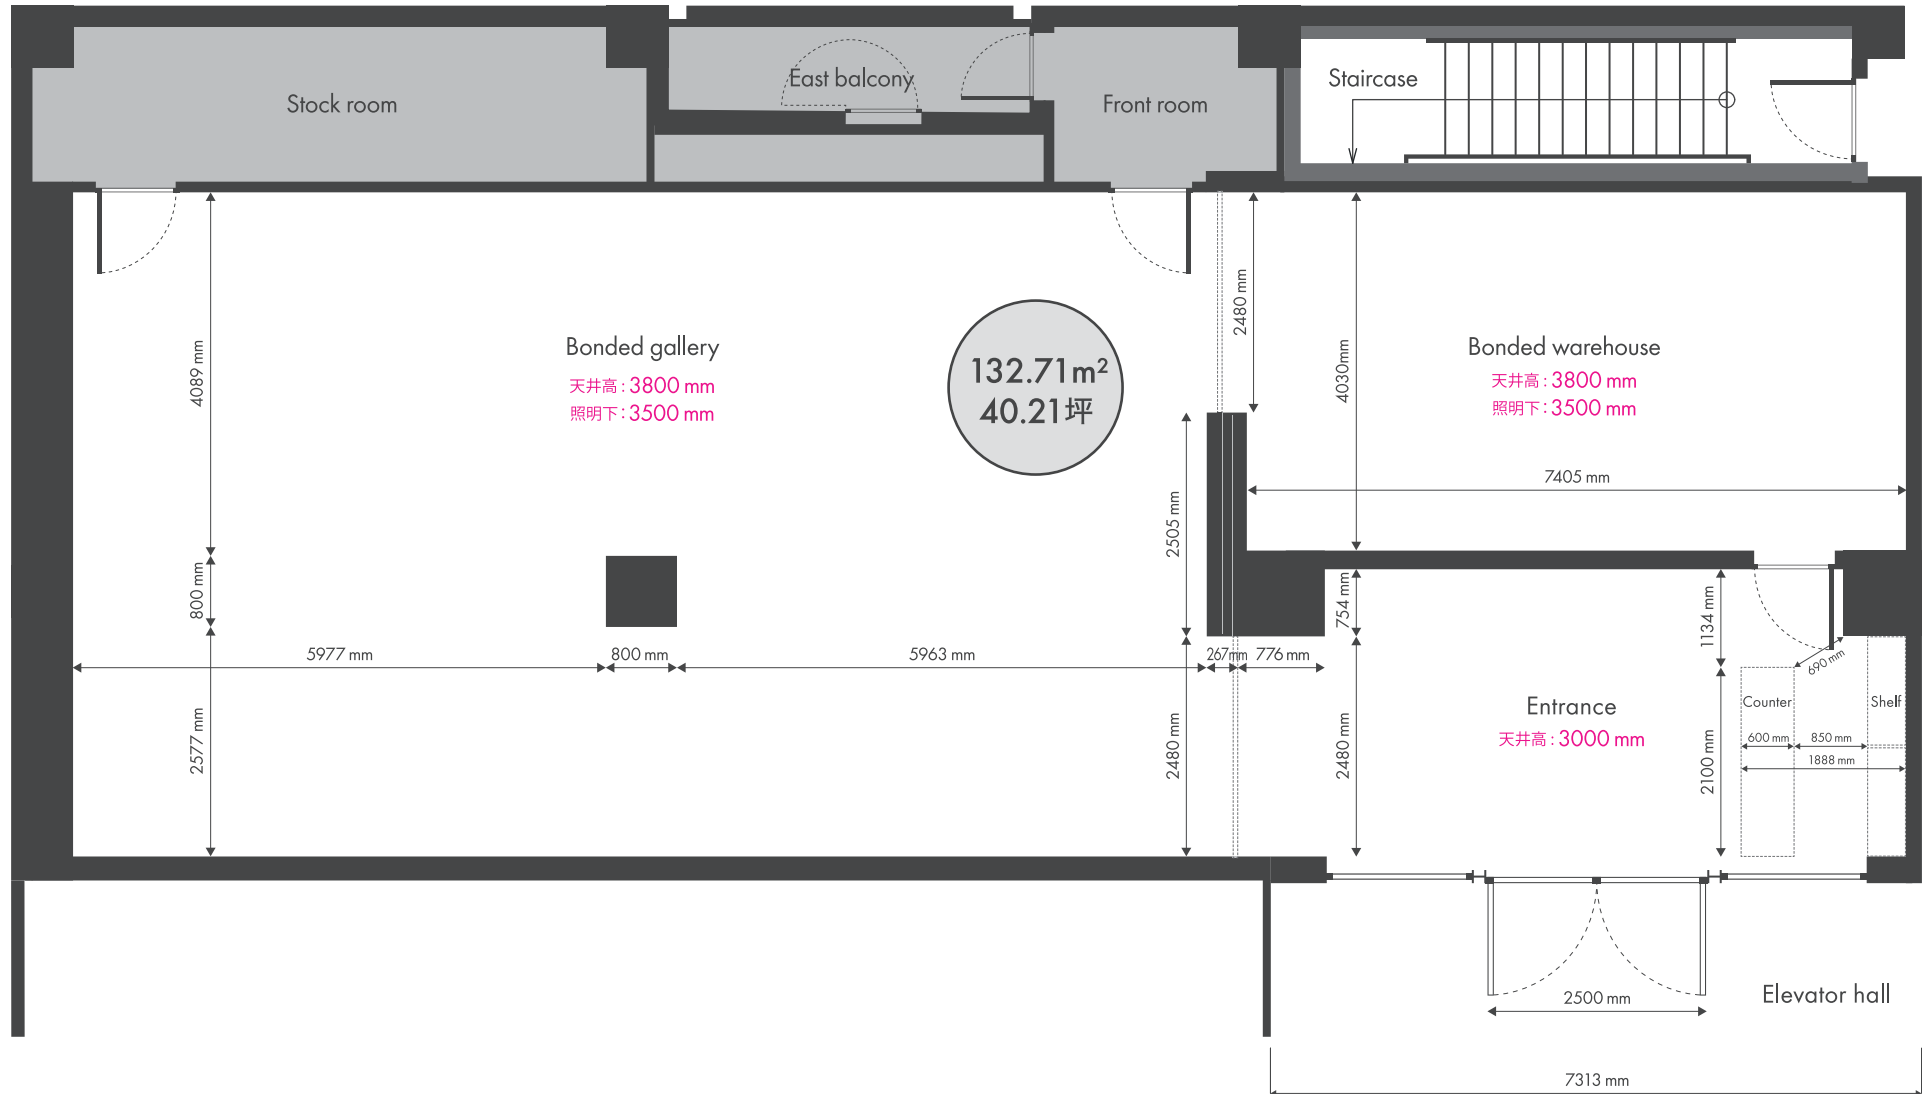 Stock room
East balcony
Front room
Staircase
Bonded gallery
天井高：3800 mm
照明下：3500 mm
132.71m²
40.21坪
Bonded warehouse
天井高：3800 mm
照明下：3500 mm
4089 mm
800 mm
2577 mm
5977 mm
800 mm
5963 mm
267mm
776 mm
2480 mm
2505 mm
2480 mm
4030mm
7405 mm
754 mm
2480 mm
1134 mm
2100 mm
690 mm
Entrance
天井高：3000 mm
Counter
Shelf
600 mm
850 mm
1888 mm
2500 mm
Elevator hall
7313 mm